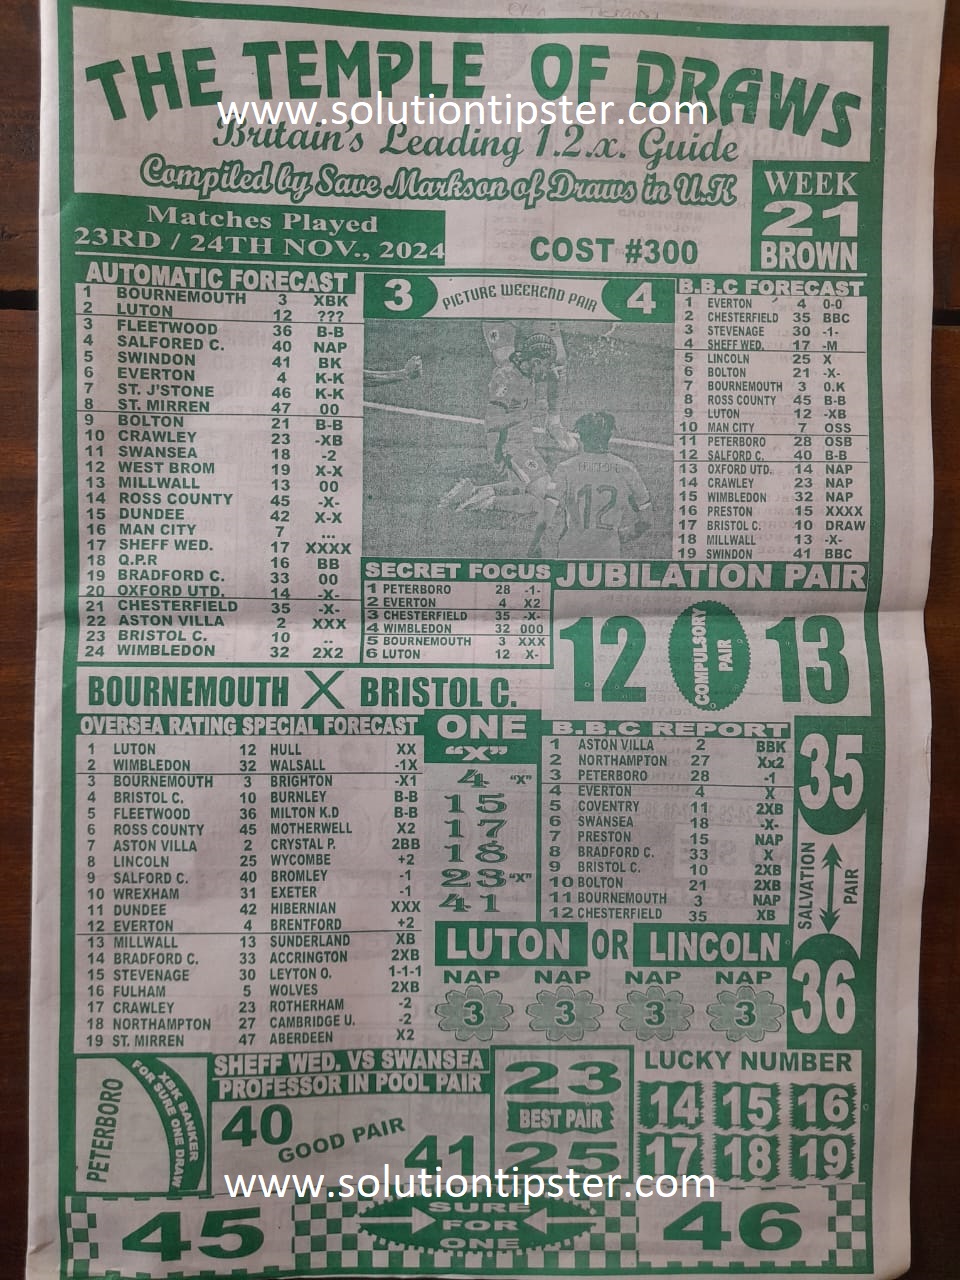 THE TEMPLE OF DRAWS
www.solutiontipster.com
Britain's Leading 1.2.x. Guide
Compiled by Save Markson of Draws in U.K
WEEK
21
BROWN
Matches Played
23RD / 24TH NOV., 2024
COST #300
AUTOMATIC FORECAST
1 BOURNEMOUTH 3 XBK
2 LUTON 12 ???
3 FLEETWOOD 36 B-B
4 SALFORED C. 40 NAP
5 SWINDON 41 BK
6 EVERTON 4 K-K
7 ST. J'STONE 46 K-K
8 ST. MIRREN 47 00
9 BOLTON 21 B-B
10 CRAWLEY 23 -XB
11 SWANSEA 18 -2
12 WEST BROM 19 X-X
13 MILLWALL 13 00
14 ROSS COUNTY 45 -X-
15 DUNDEE 42 X-X
16 MAN CITY 7 ...
17 SHEFF WED. 17 XXXX
18 Q.P.R 16 BB
19 BRADFORD C. 33 00
20 OXFORD UTD. 14 -X-
21 CHESTERFIELD 35 -X-
22 ASTON VILLA 2 XXX
23 BRISTOL C. 10 ..
24 WIMBLEDON 32 2X2
3 PICTURE WEEKEND PAIR 4
12
B.B.C FORECAST
1 EVERTON 4 0-0
2 CHESTERFIELD 35 BBC
3 STEVENAGE 30 -1-
4 SHEFF WED. 17 -M
5 LINCOLN 25 X
6 BOLTON 21 -X-
7 BOURNEMOUTH 3 0.K
8 ROSS COUNTY 45 B-B
9 LUTON 12 -XB
10 MAN CITY 7 OSS
11 PETERBORO 28 OSB
12 SALFORD C. 40 B-B
13 OXFORD UTD. 14 NAP
14 CRAWLEY 23 NAP
15 WIMBLEDON 32 NAP
16 PRESTON 15 XXXX
17 BRISTOL C. 10 DRAW
18 MILLWALL 13 -X-
19 SWINDON 41 BBC
SECRET FOCUS
1 PETERBORO 28 -1-
2 EVERTON 4 X2
3 CHESTERFIELD 35 -X-
4 WIMBLEDON 32 000
5 BOURNEMOUTH 3 XXX
6 LUTON 12 X-
JUBILATION PAIR
12 COMPULSORY PAIR 13
BOURNEMOUTH X BRISTOL C.
OVERSEA RATING SPECIAL FORECAST
1 LUTON 12 HULL XX
2 WIMBLEDON 32 WALSALL -1X
3 BOURNEMOUTH 3 BRIGHTON -X1
4 BRISTOL C. 10 BURNLEY B-B
5 FLEETWOOD 36 MILTON K.D B-B
6 ROSS COUNTY 45 MOTHERWELL X2
7 ASTON VILLA 2 CRYSTAL P. 2BB
8 LINCOLN 25 WYCOMBE +2
9 SALFORD C. 40 BROMLEY -1
10 WREXHAM 31 EXETER -1
11 DUNDEE 42 HIBERNIAN XXX
12 EVERTON 4 BRENTFORD +2
13 MILLWALL 13 SUNDERLAND XB
14 BRADFORD C. 33 ACCRINGTON 2XB
15 STEVENAGE 30 LEYTON O. 1-1-1
16 FULHAM 5 WOLVES 2XB
17 CRAWLEY 23 ROTHERHAM -2
18 NORTHAMPTON 27 CAMBRIDGE U. -2
19 ST. MIRREN 47 ABERDEEN X2
ONE
"X"
4 "X"
15
17
18
23 "X"
41
B.B.C REPORT
1 ASTON VILLA 2 BBK
2 NORTHAMPTON 27 Xx2
3 PETERBORO 28 -1
4 EVERTON 4 X
5 COVENTRY 11 2XB
6 SWANSEA 18 -X-
7 PRESTON 15 NAP
8 BRADFORD C. 33 X
9 BRISTOL C. 10 2XB
10 BOLTON 21 2XB
11 BOURNEMOUTH 3 NAP
12 CHESTERFIELD 35 XB
35
SALVATION PAIR
36
LUTON OR LINCOLN
NAP NAP NAP NAP
3 3 3 3
PETERBORO
XBK BANKER
FOR SURE ONE DRAW
SHEFF WED. VS SWANSEA
PROFESSOR IN POOL PAIR
40 GOOD PAIR 41
23
BEST PAIR
25
LUCKY NUMBER
14 15 16
17 18 19
www.solutiontipster.com
45
SURE
FOR
ONE
46